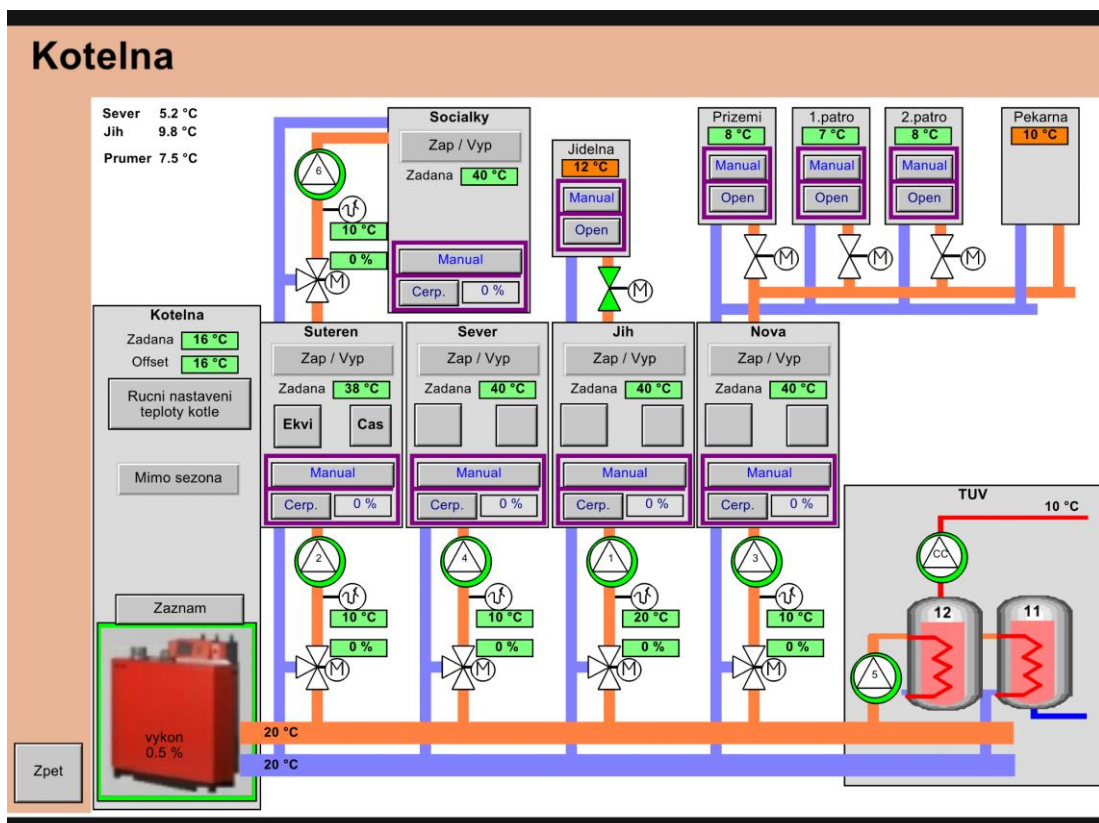 Kotelna
Sever 5.2 °C
Jih 9.8 °C
Prumer 7.5 °C
6
10 °C
0 %
M
Socialky
Zap / Vyp
Zadana 40 °C
Manual
Cerp. 0 %
Jidelna
12 °C
Manual
Open
M
Prizemi
8 °C
Manual
Open
M
1.patro
7 °C
Manual
Open
M
2.patro
8 °C
Manual
Open
M
Pekarna
10 °C
Kotelna
Zadana 16 °C
Offset 16 °C
Rucni nastaveni
teploty kotle
Mimo sezona
Zaznam
vykon
0.5 %
Suteren
Zap / Vyp
Zadana 38 °C
Ekvi Cas
Manual
Cerp. 0 %
2
10 °C
0 %
M
Sever
Zap / Vyp
Zadana 40 °C
Manual
Cerp. 0 %
4
10 °C
0 %
M
Jih
Zap / Vyp
Zadana 40 °C
Manual
Cerp. 0 %
1
20 °C
0 %
M
Nova
Zap / Vyp
Zadana 40 °C
Manual
Cerp. 0 %
3
10 °C
0 %
M
TUV
10 °C
CC
12
11
5
20 °C
20 °C
Zpet